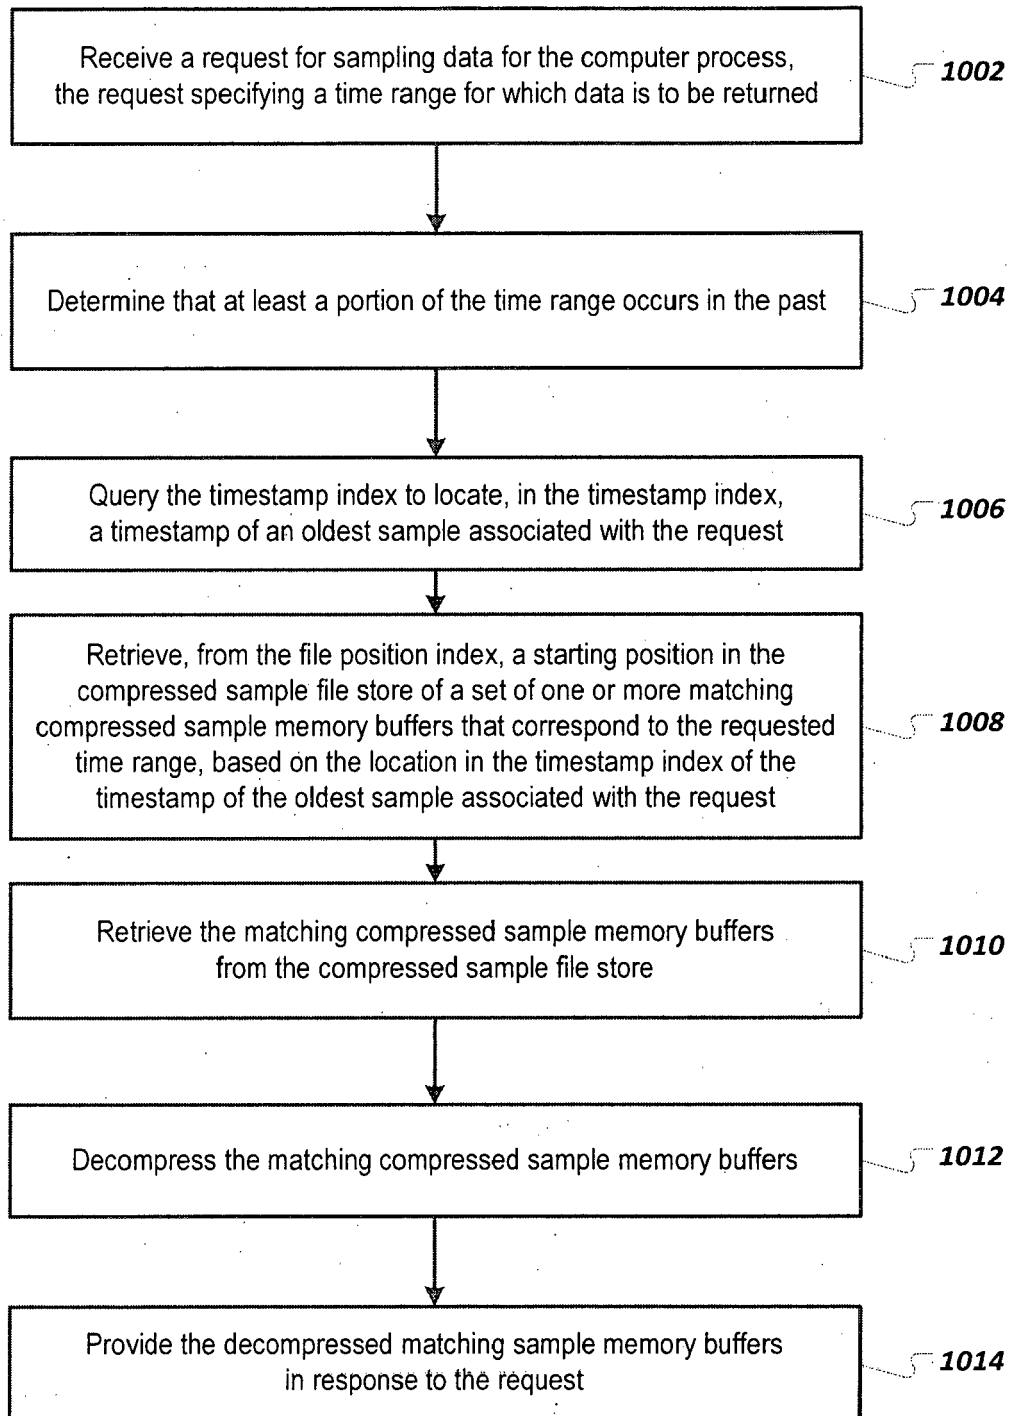 Receive a request for sampling data for the computer process,
the request specifying a time range for which data is to be returned
1002
Determine that at least a portion of the time range occurs in the past
1004
Query the timestamp index to locate, in the timestamp index,
a timestamp of an oldest sample associated with the request
1006
Retrieve, from the file position index, a starting position in the
compressed sample file store of a set of one or more matching
compressed sample memory buffers that correspond to the requested
time range, based on the location in the timestamp index of the
timestamp of the oldest sample associated with the request
1008
Retrieve the matching compressed sample memory buffers
from the compressed sample file store
1010
Decompress the matching compressed sample memory buffers
1012
Provide the decompressed matching sample memory buffers
in response to the request
1014